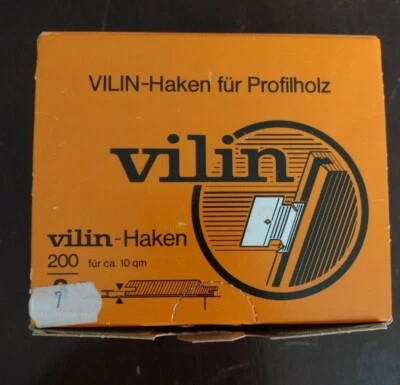 VILIN-Haken für Profilholz
vilin
vilin-Haken
200 für ca. 10 qm
7